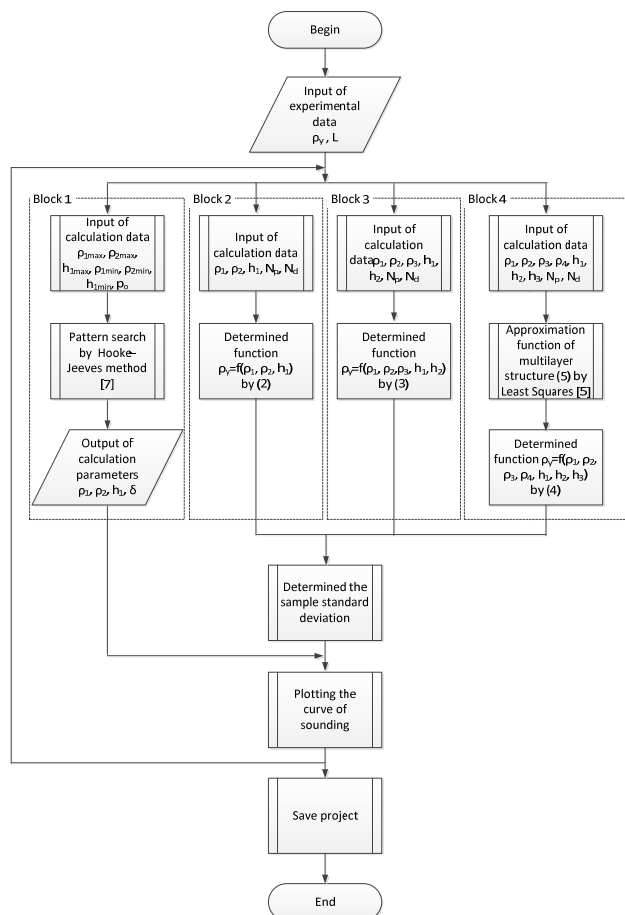 Begin
Input of
experimental
data
ργ , L
Block 1
Block 2
Block 3
Block 4
Input of
calculation data
ρ1max, ρ2max,
h1max, ρ1min, ρ2min,
h1min, po
Input of
calculation data
ρ1, ρ2, h1, Np, Nd
Input of
calculation
dataρ1, ρ2, ρ3, h1,
h2, Np, Nd
Input of
calculation data
ρ1, ρ2, ρ3, ρ4, h1,
h2, h3, Np, Nd
Pattern search
by Hooke–
Jeeves method
[7]
Determined
function
ργ=f(ρ1, ρ2, h1)
by (2)
Determined
function
ργ=f(ρ1, ρ2,ρ3, h1, h2)
by (3)
Approximation
function of
multilayer
structure (5) by
Least Squares [5]
Output of
calculation
parameters
ρ1, ρ2, h1, δ
Determined
function ργ=f(ρ1, ρ2,
ρ3, ρ4, h1, h2, h3)
by (4)
Determined the
sample standard
deviation
Plotting the
curve of
sounding
Save project
End